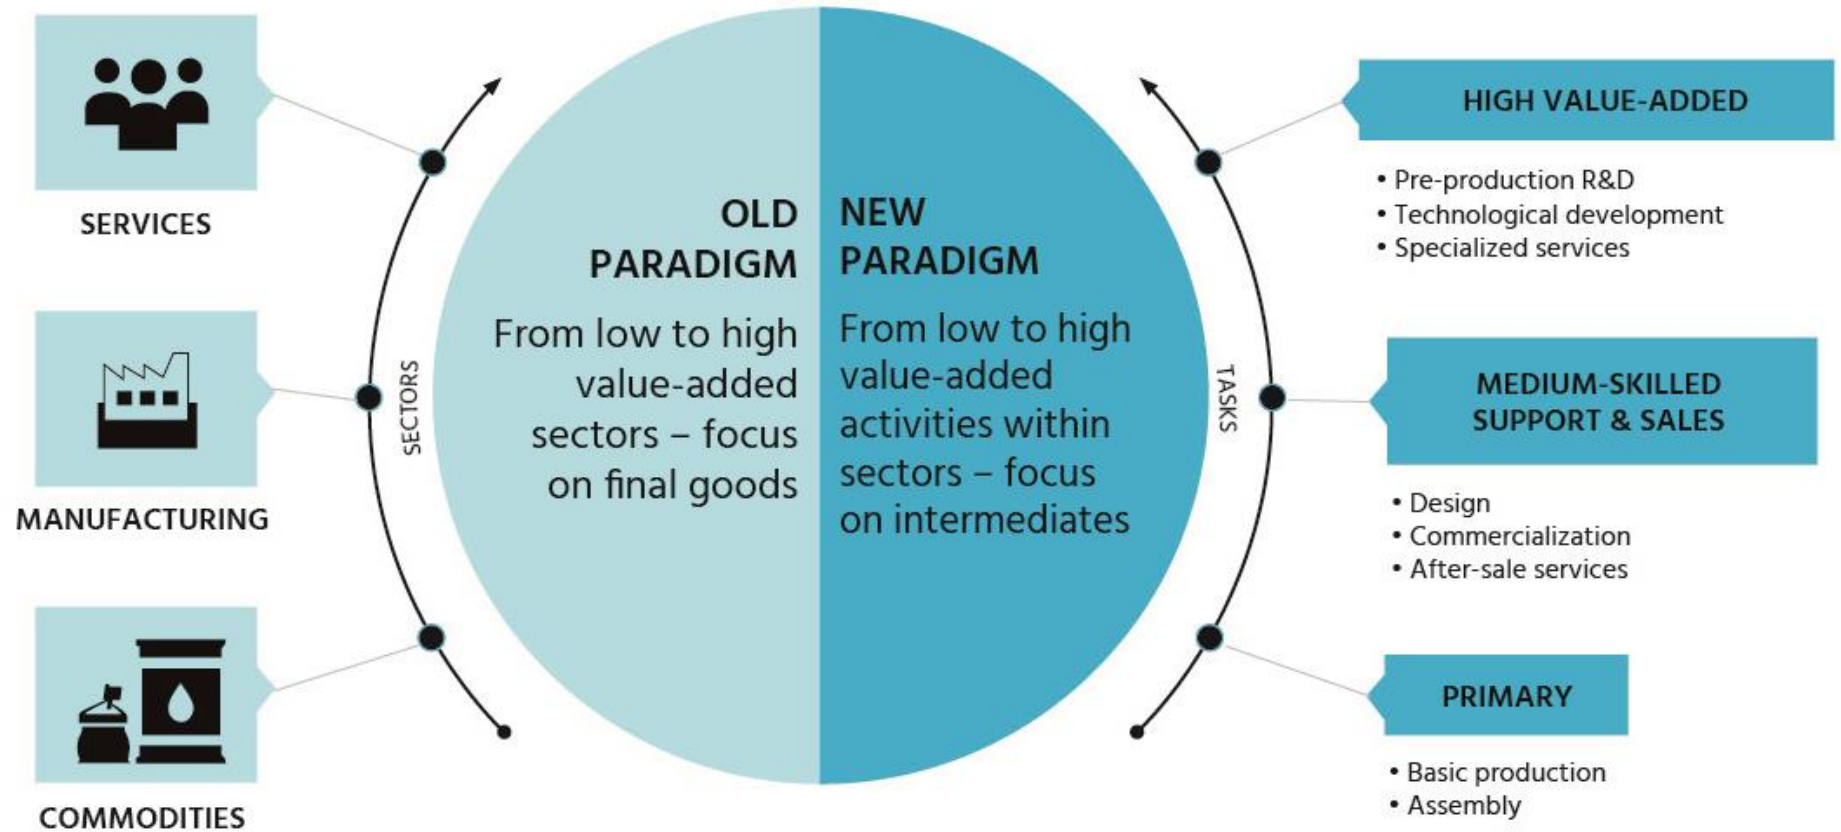 SERVICES
MANUFACTURING
COMMODITIES
SECTORS
OLD
PARADIGM
From low to high
value-added
sectors – focus
on final goods
NEW
PARADIGM
From low to high
value-added
activities within
sectors – focus
on intermediates
TASKS
HIGH VALUE-ADDED
• Pre-production R&D
• Technological development
• Specialized services
MEDIUM-SKILLED
SUPPORT & SALES
• Design
• Commercialization
• After-sale services
PRIMARY
• Basic production
• Assembly